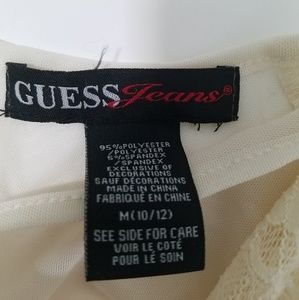 GUESS Jeans®
95% POLYESTER
/POLYESTER
5% SPANDEX
/SPANDEX
EXCLUSIVE OF
DECORATIONS
SAUF DÉCORATIONS
MADE IN CHINA
FABRIQUÉ EN CHINE
M(10/12)
SEE SIDE FOR CARE
VOIR LE COTÉ
POUR LE SOIN